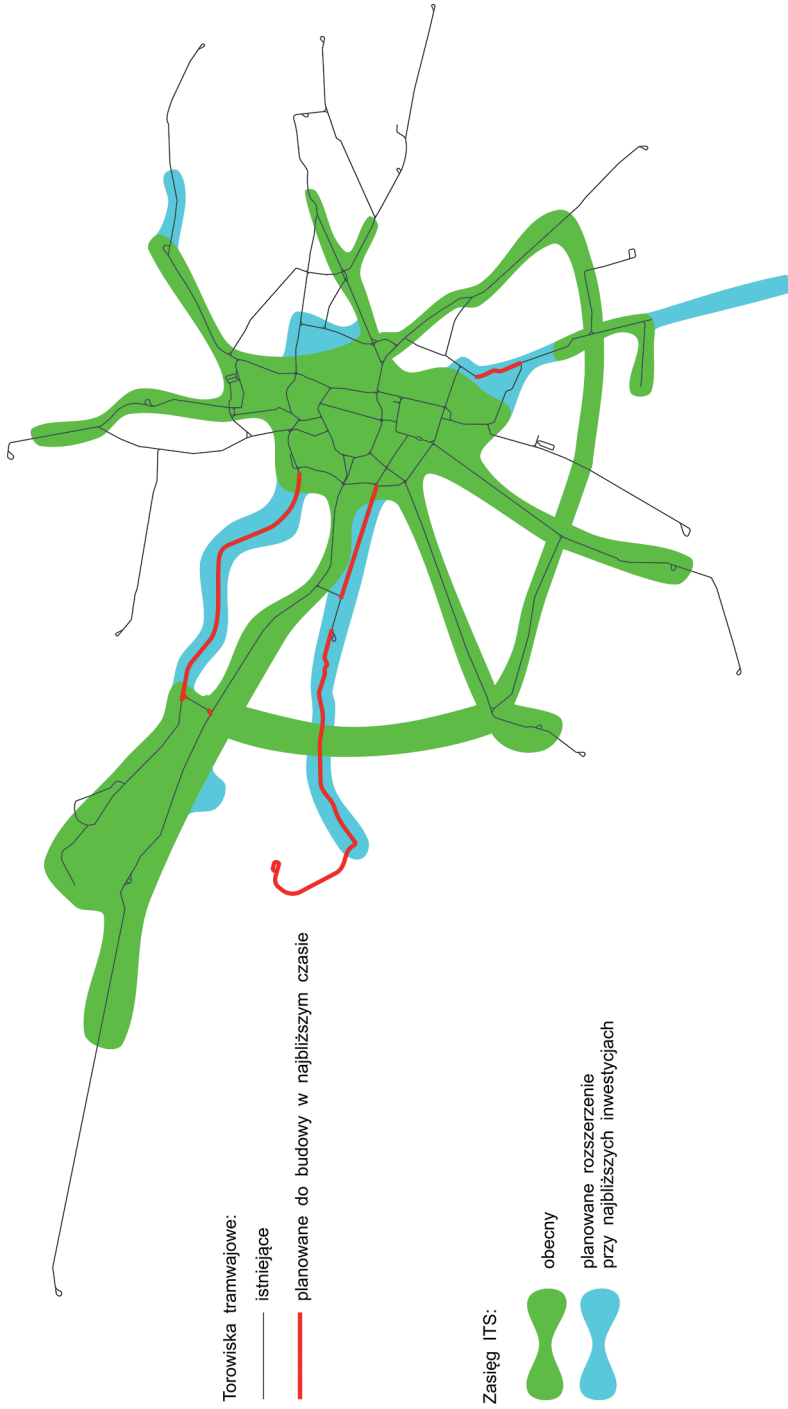 Torowiska tramwajowe:
istniejące
planowane do budowy w najbliższym czasie
Zasięg ITS:
obecny
planowane rozszerzenie
przy najbliższych inwestycjach